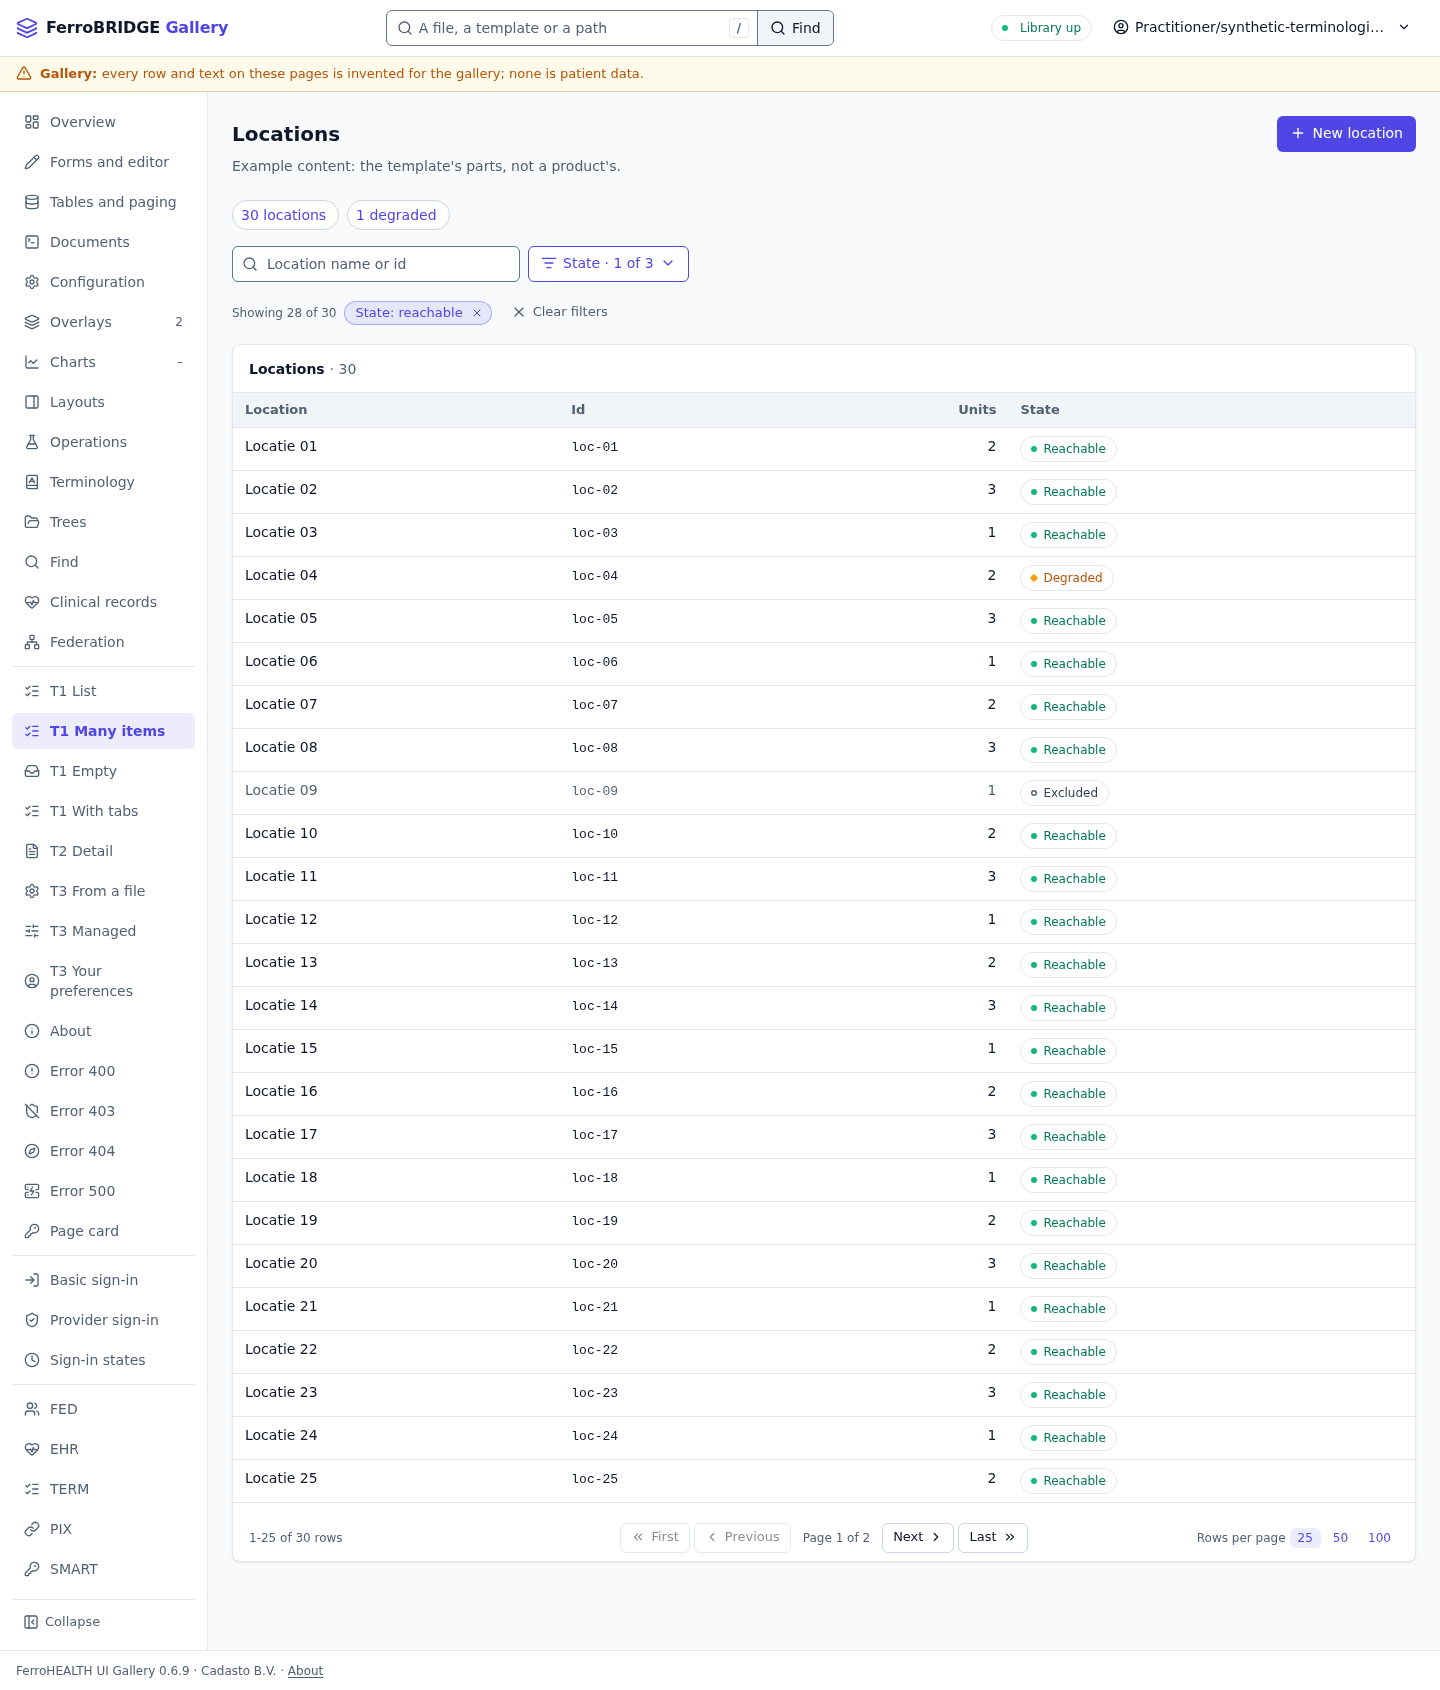 FerroBRIDGE Gallery
A file, a template or a path
/
Find
Library up
Practitioner/synthetic-terminologi…
Gallery: every row and text on these pages is invented for the gallery; none is patient data.
Overview
Forms and editor
Tables and paging
Documents
Configuration
Overlays 2
Charts –
Layouts
Operations
Terminology
Trees
Find
Clinical records
Federation
T1 List
T1 Many items
T1 Empty
T1 With tabs
T2 Detail
T3 From a file
T3 Managed
T3 Your
preferences
About
Error 400
Error 403
Error 404
Error 500
Page card
Basic sign-in
Provider sign-in
Sign-in states
FED
EHR
TERM
PIX
SMART
Collapse
Locations
New location
Example content: the template's parts, not a product's.
30 locations 1 degraded
Location name or id
State · 1 of 3
Showing 28 of 30 State: reachable × Clear filters
Locations · 30
Location Id Units State
Locatie 01 loc-01 2 Reachable
Locatie 02 loc-02 3 Reachable
Locatie 03 loc-03 1 Reachable
Locatie 04 loc-04 2 Degraded
Locatie 05 loc-05 3 Reachable
Locatie 06 loc-06 1 Reachable
Locatie 07 loc-07 2 Reachable
Locatie 08 loc-08 3 Reachable
Locatie 09 loc-09 1 Excluded
Locatie 10 loc-10 2 Reachable
Locatie 11 loc-11 3 Reachable
Locatie 12 loc-12 1 Reachable
Locatie 13 loc-13 2 Reachable
Locatie 14 loc-14 3 Reachable
Locatie 15 loc-15 1 Reachable
Locatie 16 loc-16 2 Reachable
Locatie 17 loc-17 3 Reachable
Locatie 18 loc-18 1 Reachable
Locatie 19 loc-19 2 Reachable
Locatie 20 loc-20 3 Reachable
Locatie 21 loc-21 1 Reachable
Locatie 22 loc-22 2 Reachable
Locatie 23 loc-23 3 Reachable
Locatie 24 loc-24 1 Reachable
Locatie 25 loc-25 2 Reachable
1-25 of 30 rows First Previous Page 1 of 2 Next Last Rows per page 25 50 100
FerroHEALTH UI Gallery 0.6.9 · Cadasto B.V. · About